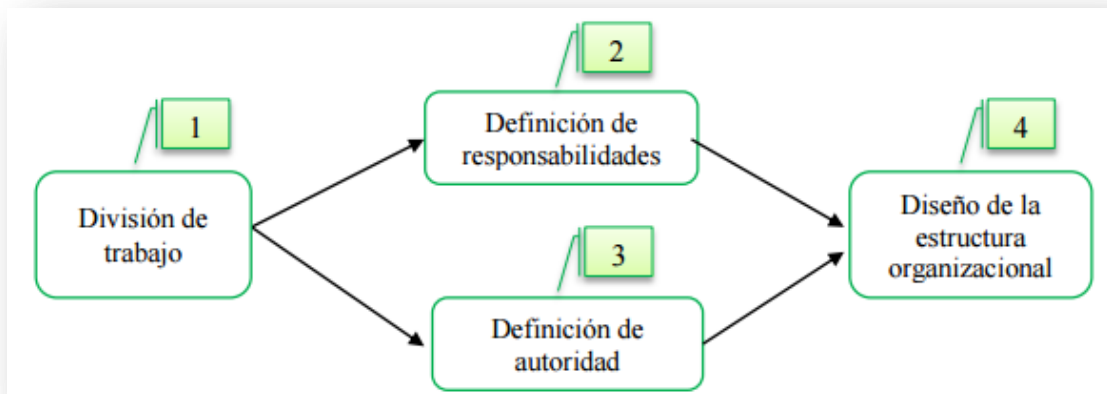 1
División de
trabajo
2
Definición de
responsabilidades
3
Definición de
autoridad
4
Diseño de la
estructura
organizacional